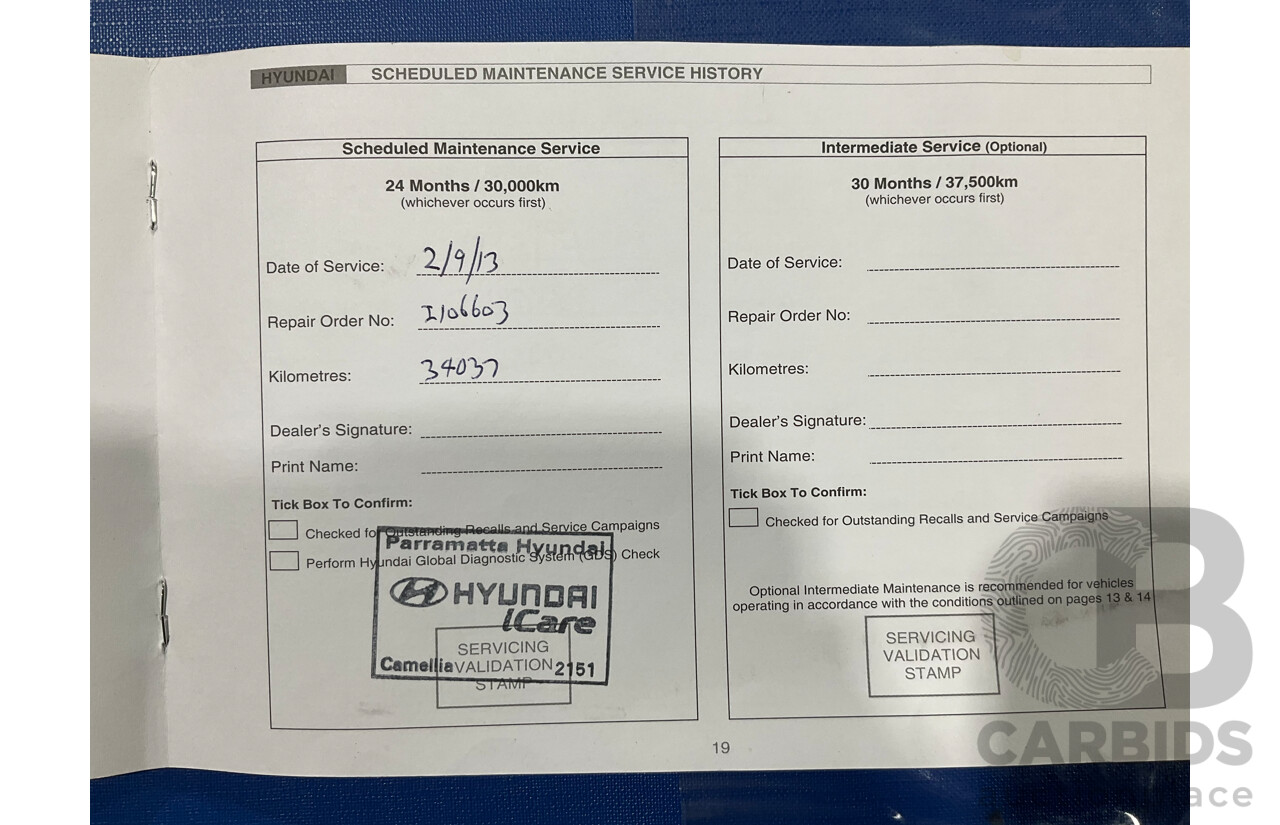 HYUNDAI SCHEDULED MAINTENANCE SERVICE HISTORY
Scheduled Maintenance Service
24 Months / 30,000km
(whichever occurs first)
Date of Service: 2/9/13
Repair Order No: I106603
Kilometres: 34037
Dealer's Signature:
Print Name:
Tick Box To Confirm:
Checked for Outstanding Recalls and Service Campaigns
Perform Hyundai Global Diagnostic System (GDS) Check
Parramatta Hyundai
HYUNDAI
iCare
Camellia 2151
SERVICING
VALIDATION
STAMP
Intermediate Service (Optional)
30 Months / 37,500km
(whichever occurs first)
Date of Service:
Repair Order No:
Kilometres:
Dealer's Signature:
Print Name:
Tick Box To Confirm:
Checked for Outstanding Recalls and Service Campaigns
Optional Intermediate Maintenance is recommended for vehicles
operating in accordance with the conditions outlined on pages 13 & 14
SERVICING
VALIDATION
STAMP
19
CB
CARBIDS